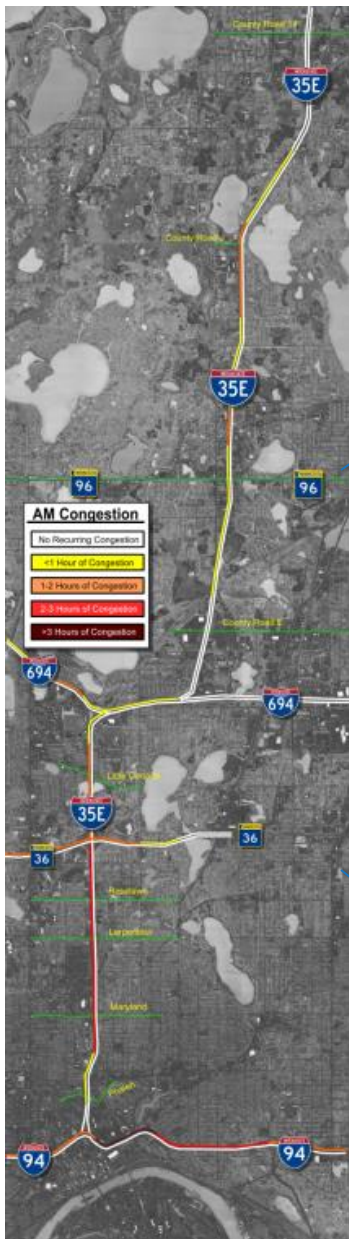 County Road 14
35E
County Road J
35E
96
96
AM Congestion
No Recurring Congestion
<1 Hour of Congestion
1-2 Hours of Congestion
2-3 Hours of Congestion
>3 Hours of Congestion
County Road E
694
694
Little Canada
35E
36
36
Roselawn
Larpenteur
Maryland
94
94